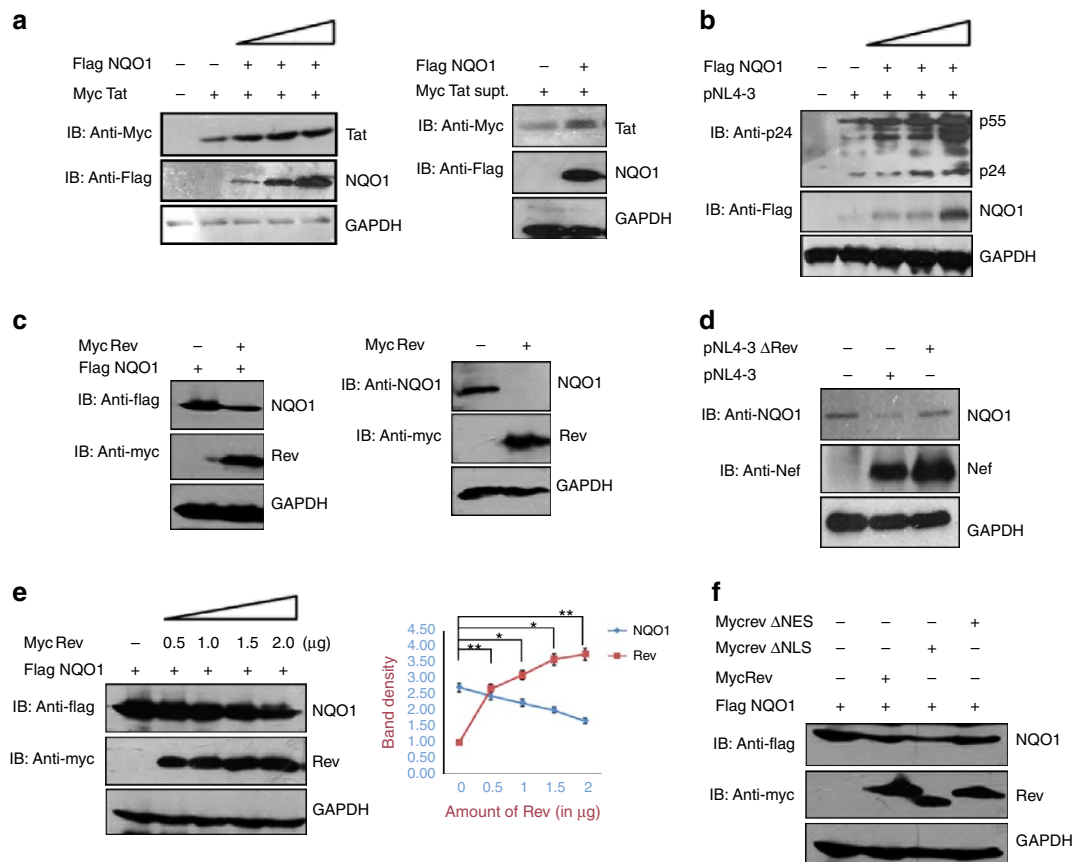 a
Flag NQO1 – – + + +
Myc Tat – + + + +
IB: Anti-Myc Tat
IB: Anti-Flag NQO1
GAPDH
Flag NQO1 – +
Myc Tat supt. + +
IB: Anti-Myc Tat
IB: Anti-Flag NQO1
GAPDH
b
Flag NQO1 – – + + +
pNL4-3 – + + + +
IB: Anti-p24 p55
p24
IB: Anti-Flag NQO1
GAPDH
c
Myc Rev – +
Flag NQO1 + +
IB: Anti-flag NQO1
IB: Anti-myc Rev
GAPDH
Myc Rev – +
IB: Anti-NQO1 NQO1
IB: Anti-myc Rev
GAPDH
d
pNL4-3 ΔRev – – +
pNL4-3 – + –
IB: Anti-NQO1 NQO1
IB: Anti-Nef Nef
GAPDH
e
Myc Rev – 0.5 1.0 1.5 2.0 (μg)
Flag NQO1 + + + + +
IB: Anti-flag NQO1
IB: Anti-myc Rev
GAPDH
Band density
4.50
4.00
3.50
3.00
2.50
2.00
1.50
1.00
0.50
0.00
** * * **
NQO1
Rev
0 0.5 1 1.5 2
Amount of Rev (in μg)
f
Mycrev ΔNES – – – +
Mycrev ΔNLS – – + –
MycRev – + – –
Flag NQO1 + + + +
IB: Anti-flag NQO1
IB: Anti-myc Rev
GAPDH